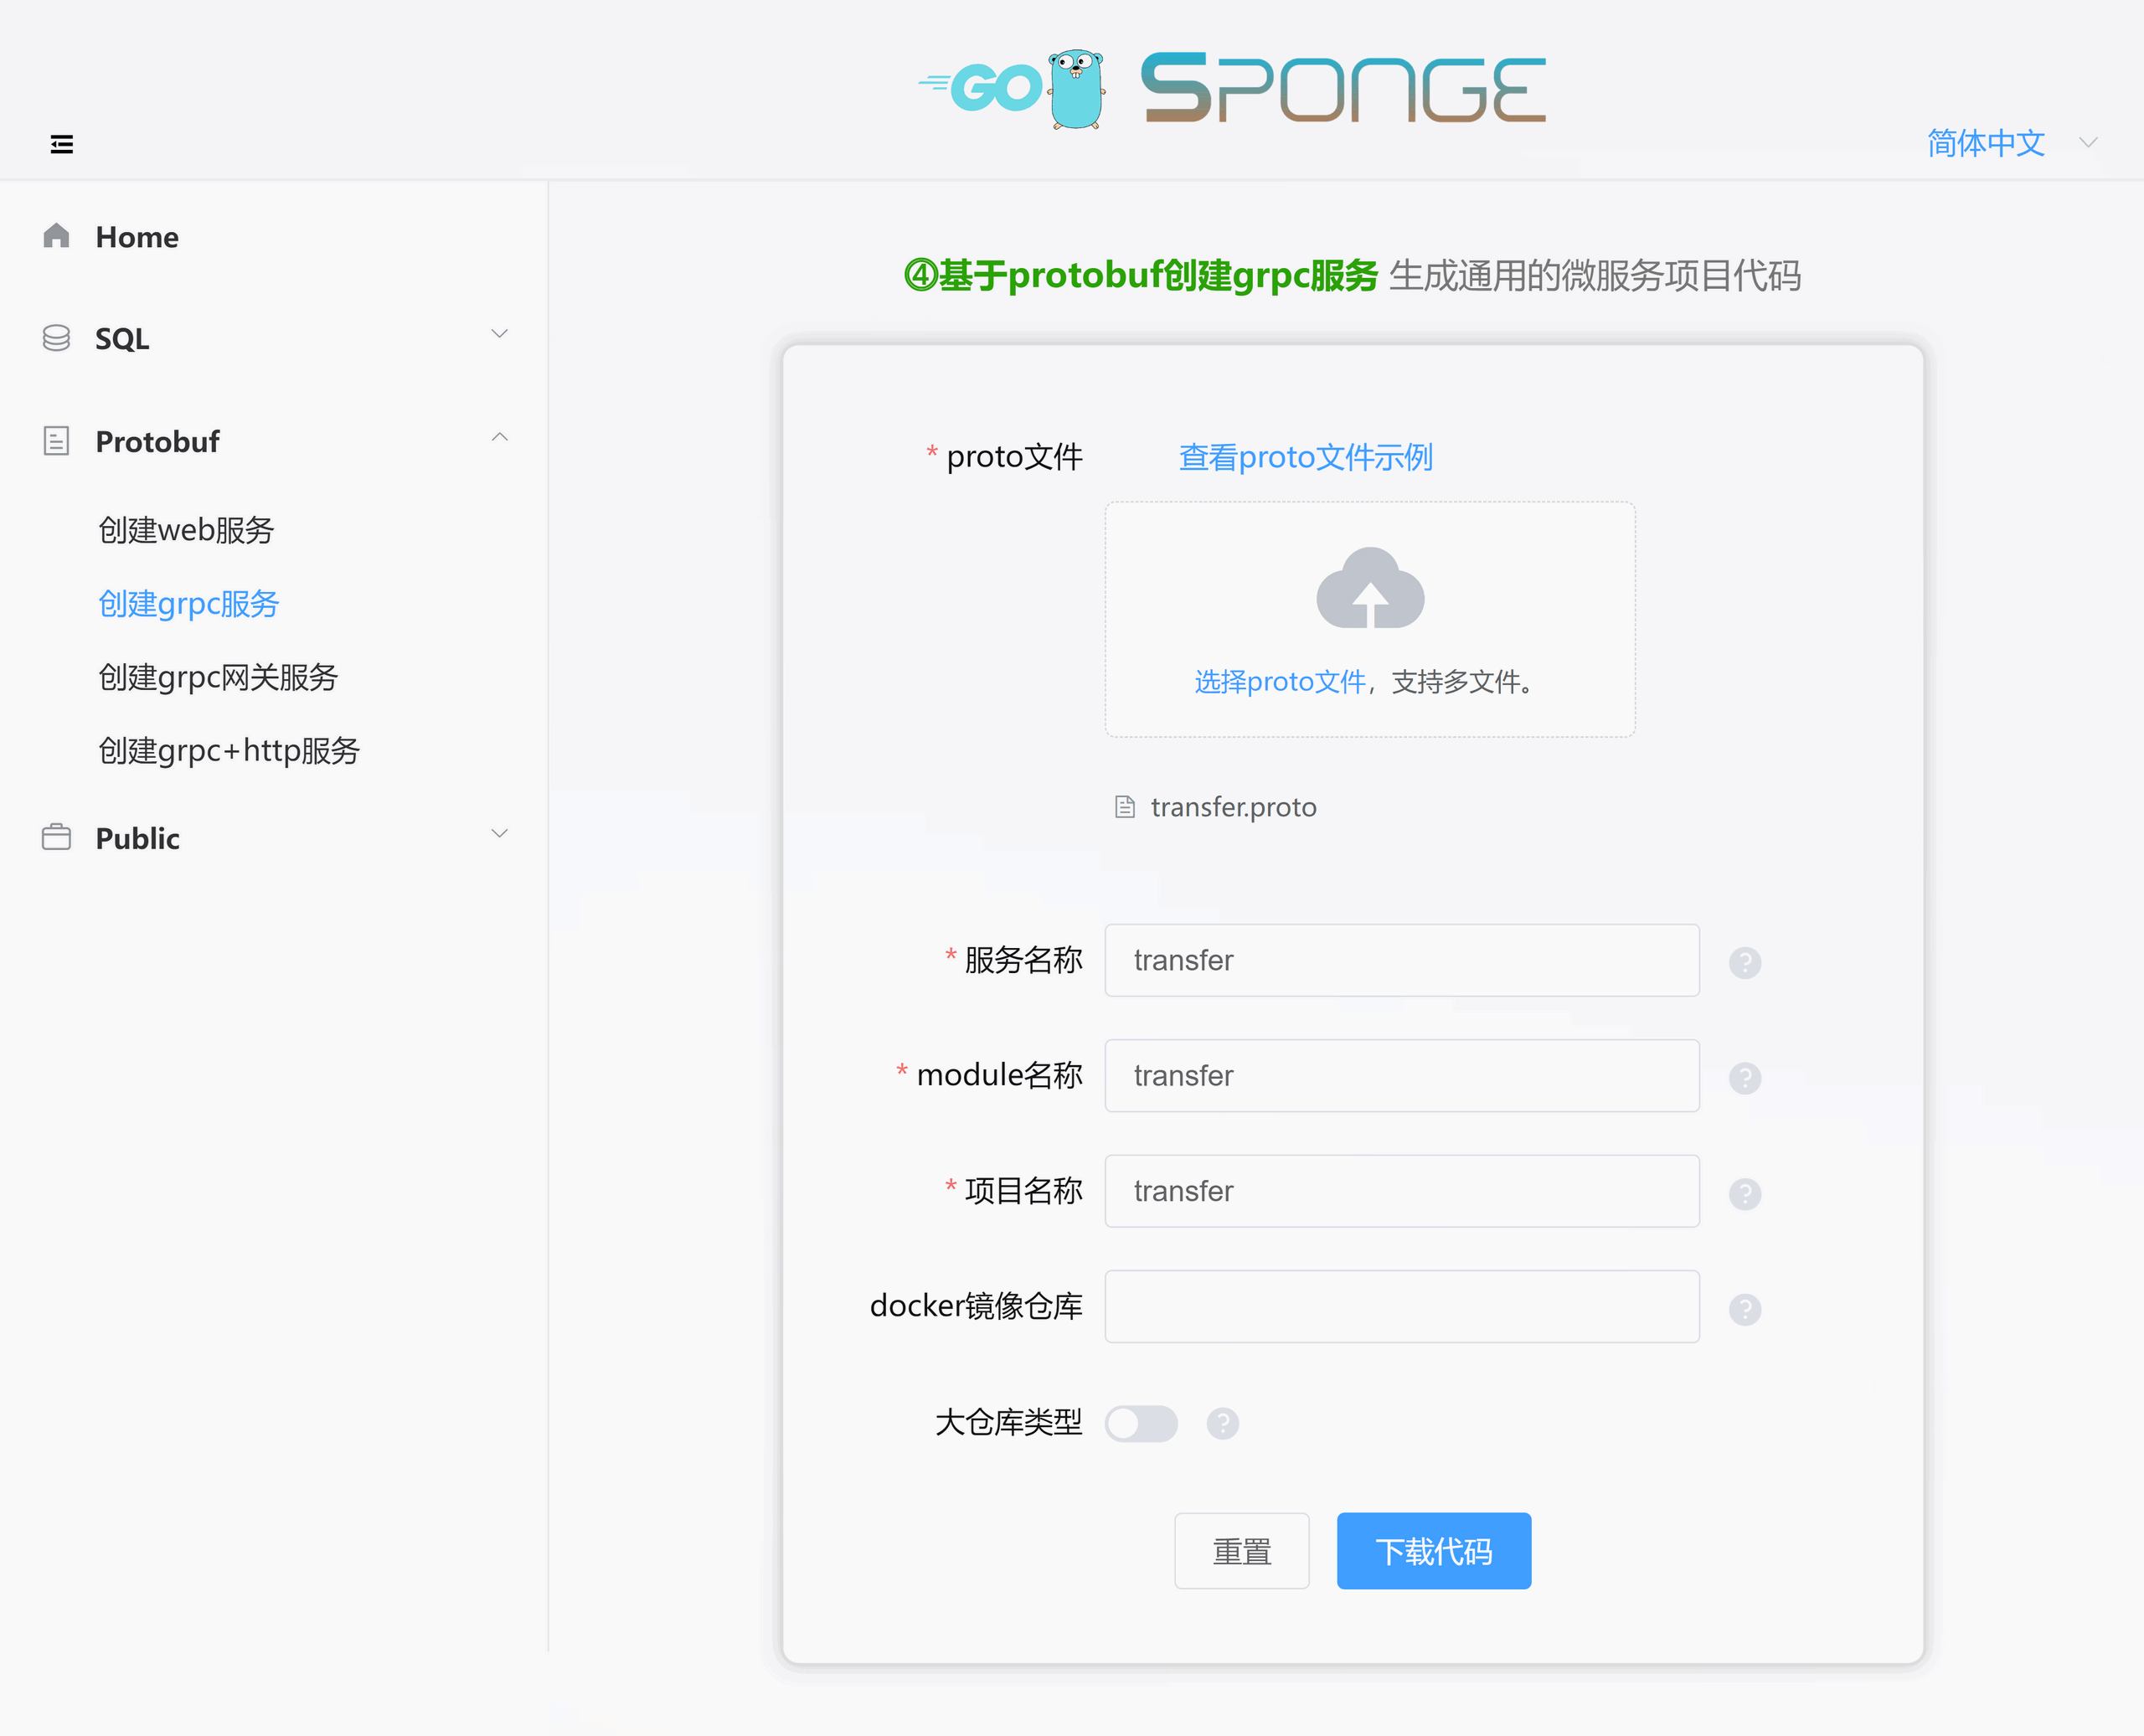 GO SPONGE
简体中文
Home
SQL
Protobuf
创建web服务
创建grpc服务
创建grpc网关服务
创建grpc+http服务
Public
④基于protobuf创建grpc服务 生成通用的微服务项目代码
* proto文件 查看proto文件示例
选择proto文件，支持多文件。
transfer.proto
* 服务名称 transfer ?
* module名称 transfer ?
* 项目名称 transfer ?
docker镜像仓库 ?
大仓库类型 ?
重置 下载代码